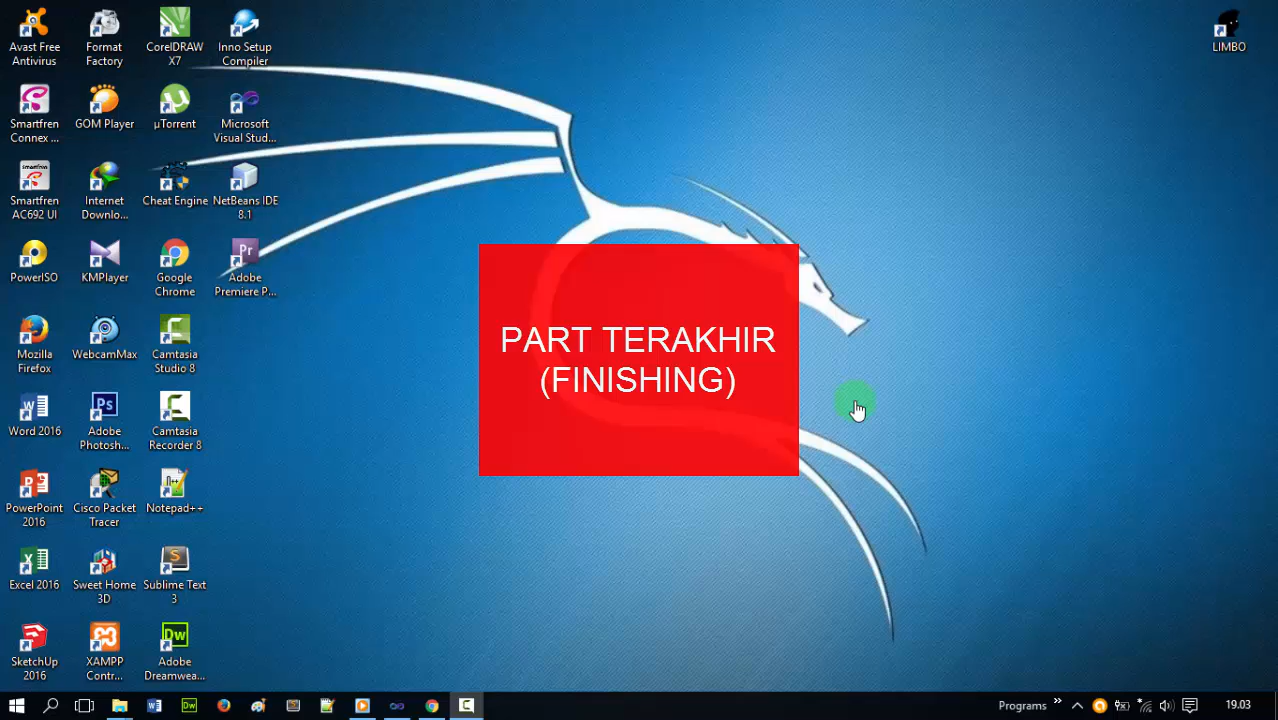 Avast Free
Antivirus
Format
Factory
CorelDRAW
X7
Inno Setup
Compiler
LIMBO
Smartfren
Connex ...
GOM Player
µTorrent
Microsoft
Visual Stud...
Smartfren
AC692 UI
Internet
Downlo...
Cheat Engine
NetBeans IDE
8.1
PowerISO
KMPlayer
Google
Chrome
Adobe
Premiere P...
PART TERAKHIR
(FINISHING)
Mozilla
Firefox
WebcamMax
Camtasia
Studio 8
Word 2016
Adobe
Photosh...
Camtasia
Recorder 8
PowerPoint
2016
Cisco Packet
Tracer
Notepad++
Excel 2016
Sweet Home
3D
Sublime Text
3
SketchUp
2016
XAMPP
Contr...
Adobe
Dreamwea...
Programs
19.03